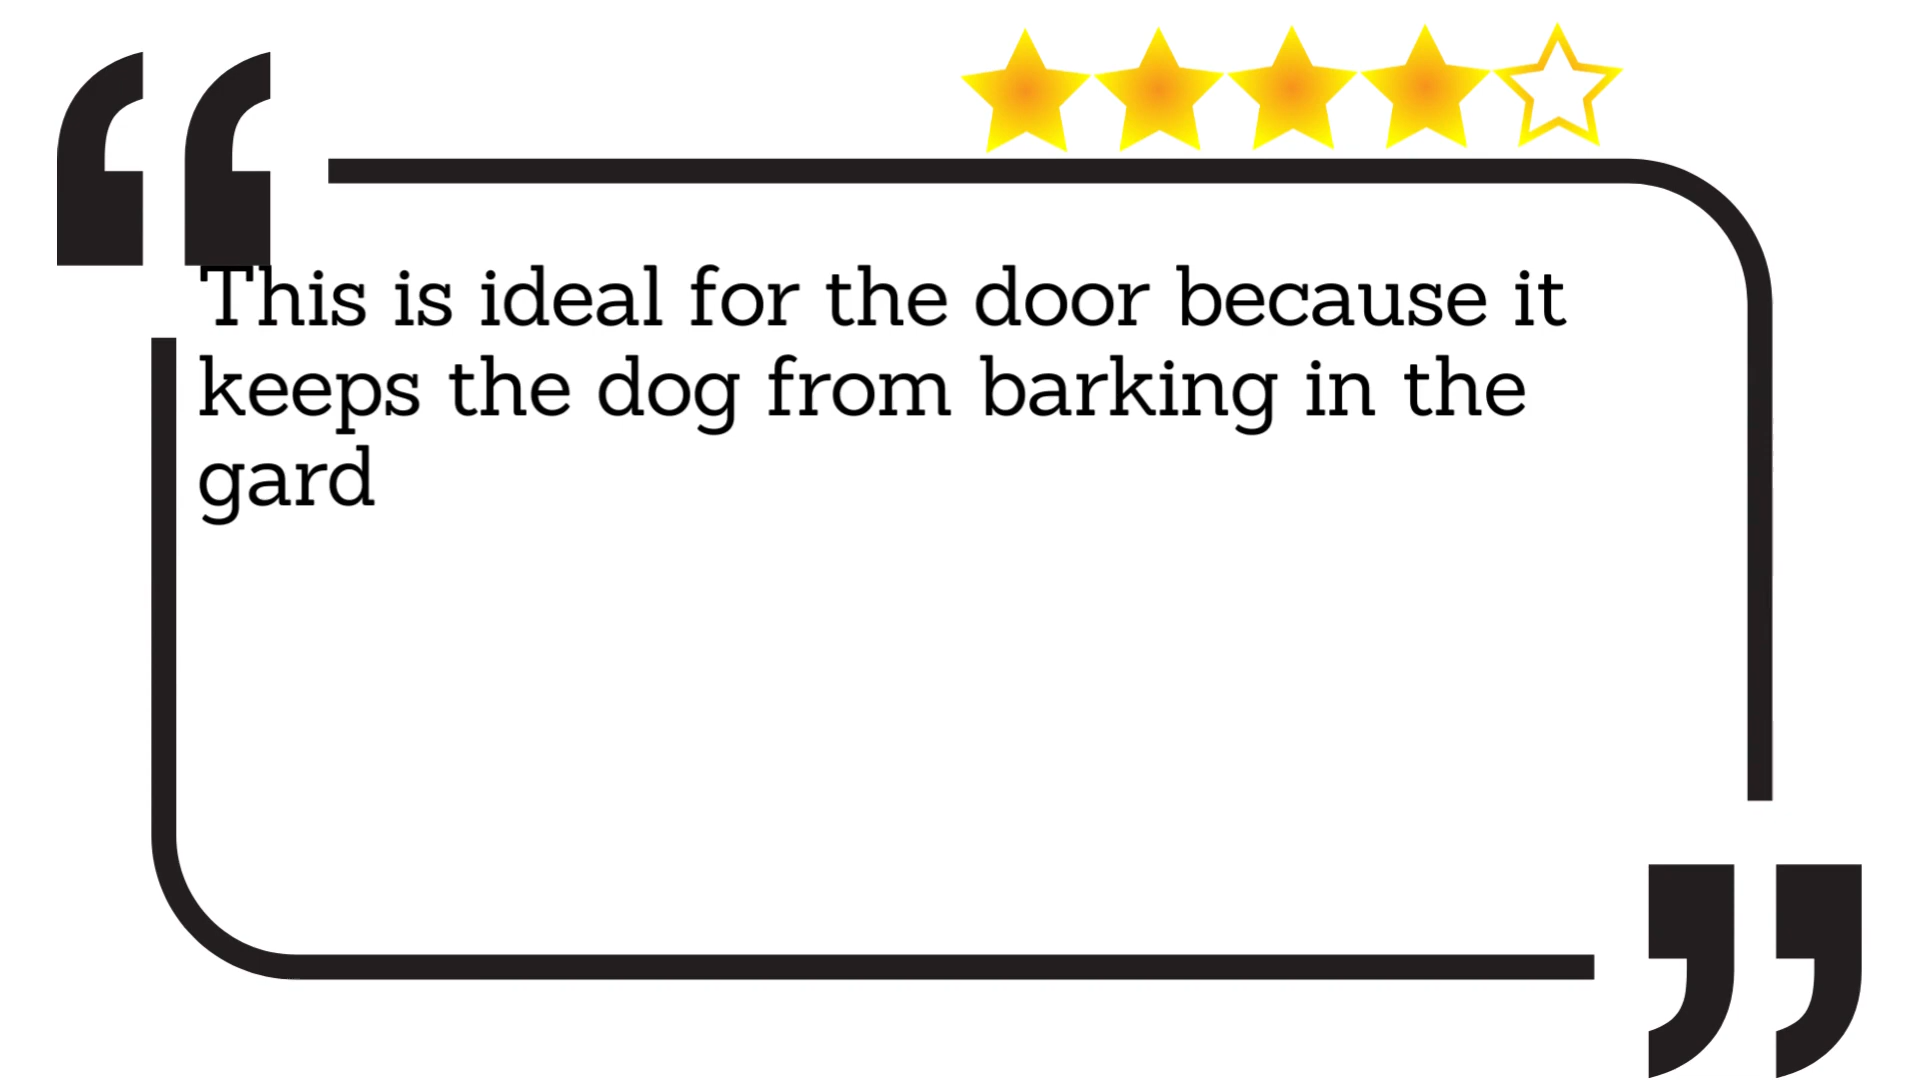 This is ideal for the door because it
keeps the dog from barking in the
gard